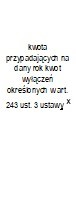 kwota
przypadających na
dany rok kwot
wyłączeń
określonych w art.
243 ust. 3 ustawy x